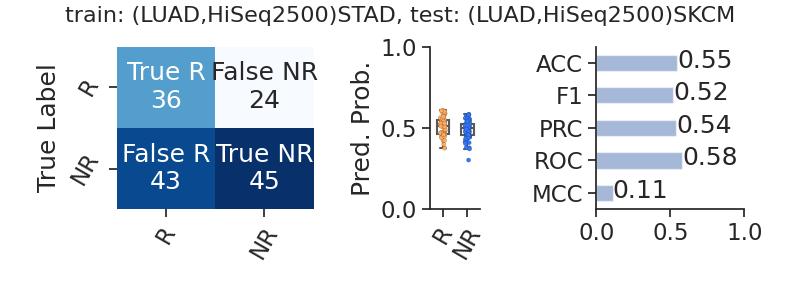 train: (LUAD,HiSeq2500)STAD, test: (LUAD,HiSeq2500)SKCM
True Label
R
NR
True R
36
False NR
24
False R
43
True NR
45
R
NR
Pred. Prob.
1.0
0.5
0.0
R
NR
ACC
0.55
F1
0.52
PRC
0.54
ROC
0.58
MCC
0.11
0.0
0.5
1.0